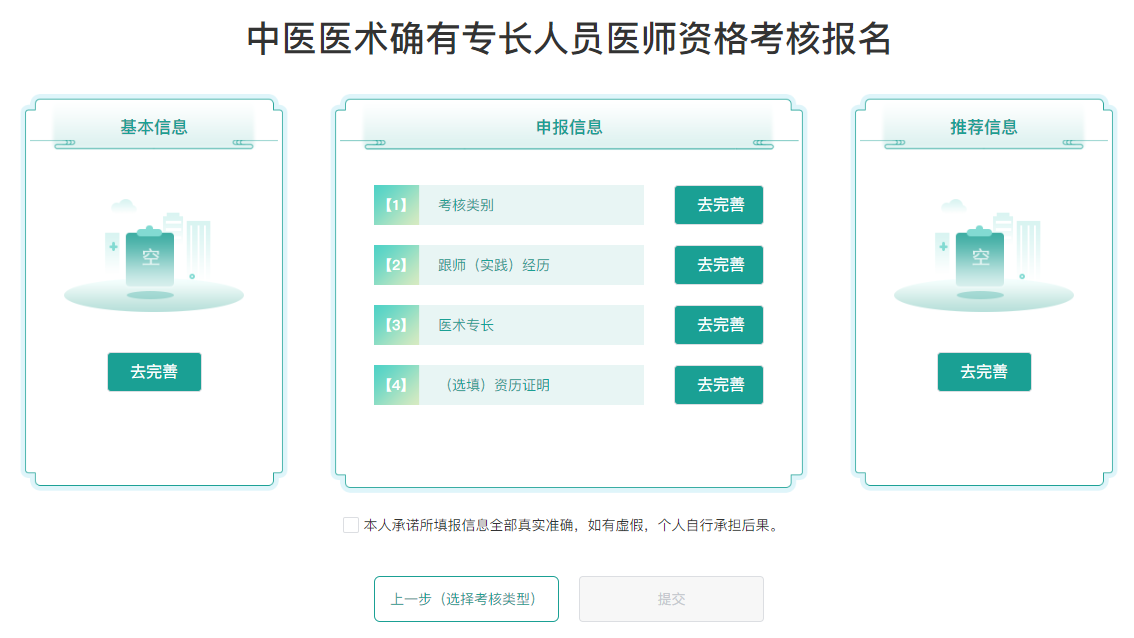 中医医术确有专长人员医师资格考核报名
基本信息
空
去完善
申报信息
【1】 考核类别 去完善
【2】 跟师（实践）经历 去完善
【3】 医术专长 去完善
【4】 （选填）资历证明 去完善
推荐信息
空
去完善
本人承诺所填报信息全部真实准确，如有虚假，个人自行承担后果。
上一步（选择考核类型） 提交